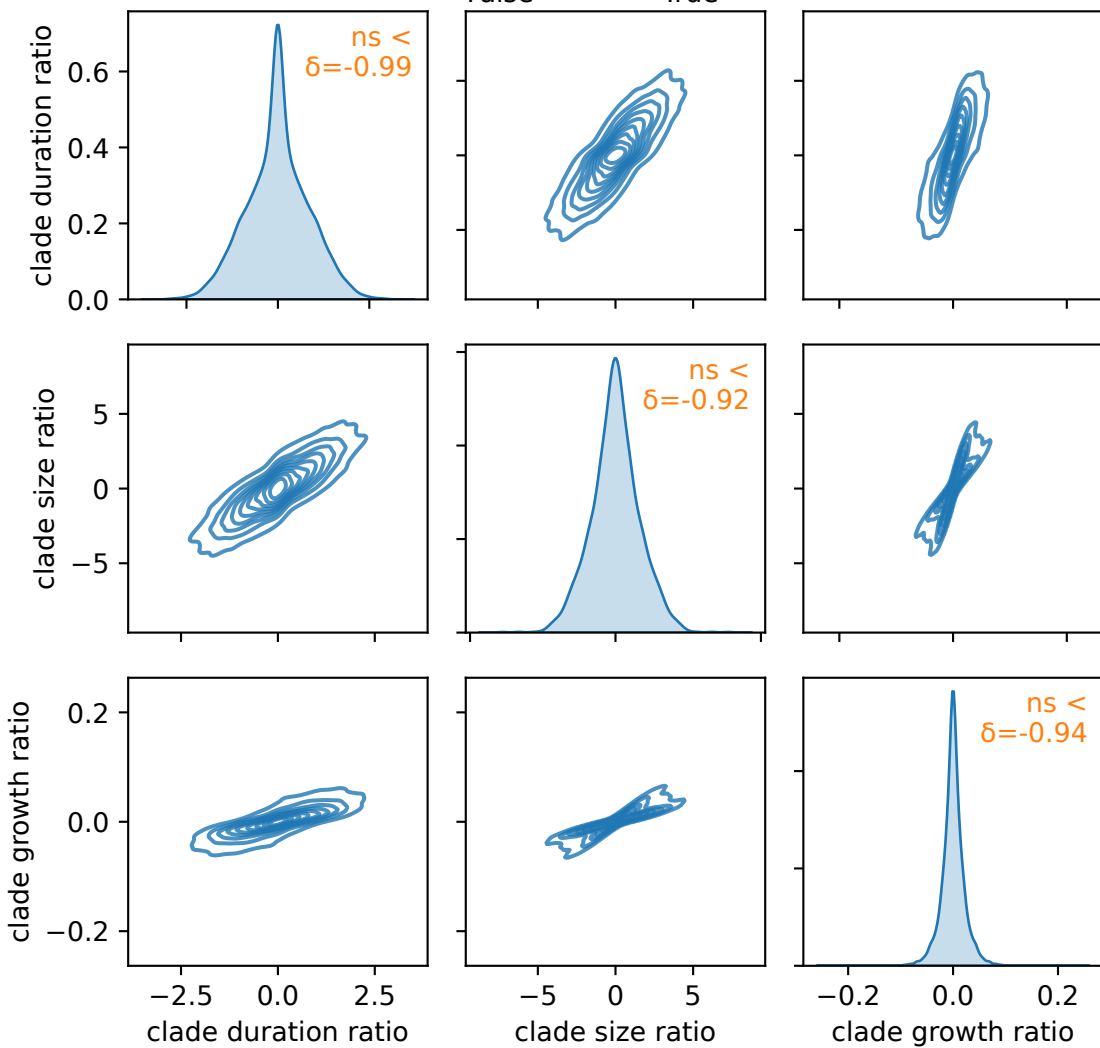 clade duration ratio
0.6
0.4
0.2
0.0
ns <
δ=-0.99
clade size ratio
5
0
−5
ns <
δ=-0.92
clade growth ratio
0.2
0.0
−0.2
ns <
δ=-0.94
−2.5 0.0 2.5
−5 0 5
−0.2 0.0 0.2
clade duration ratio
clade size ratio
clade growth ratio